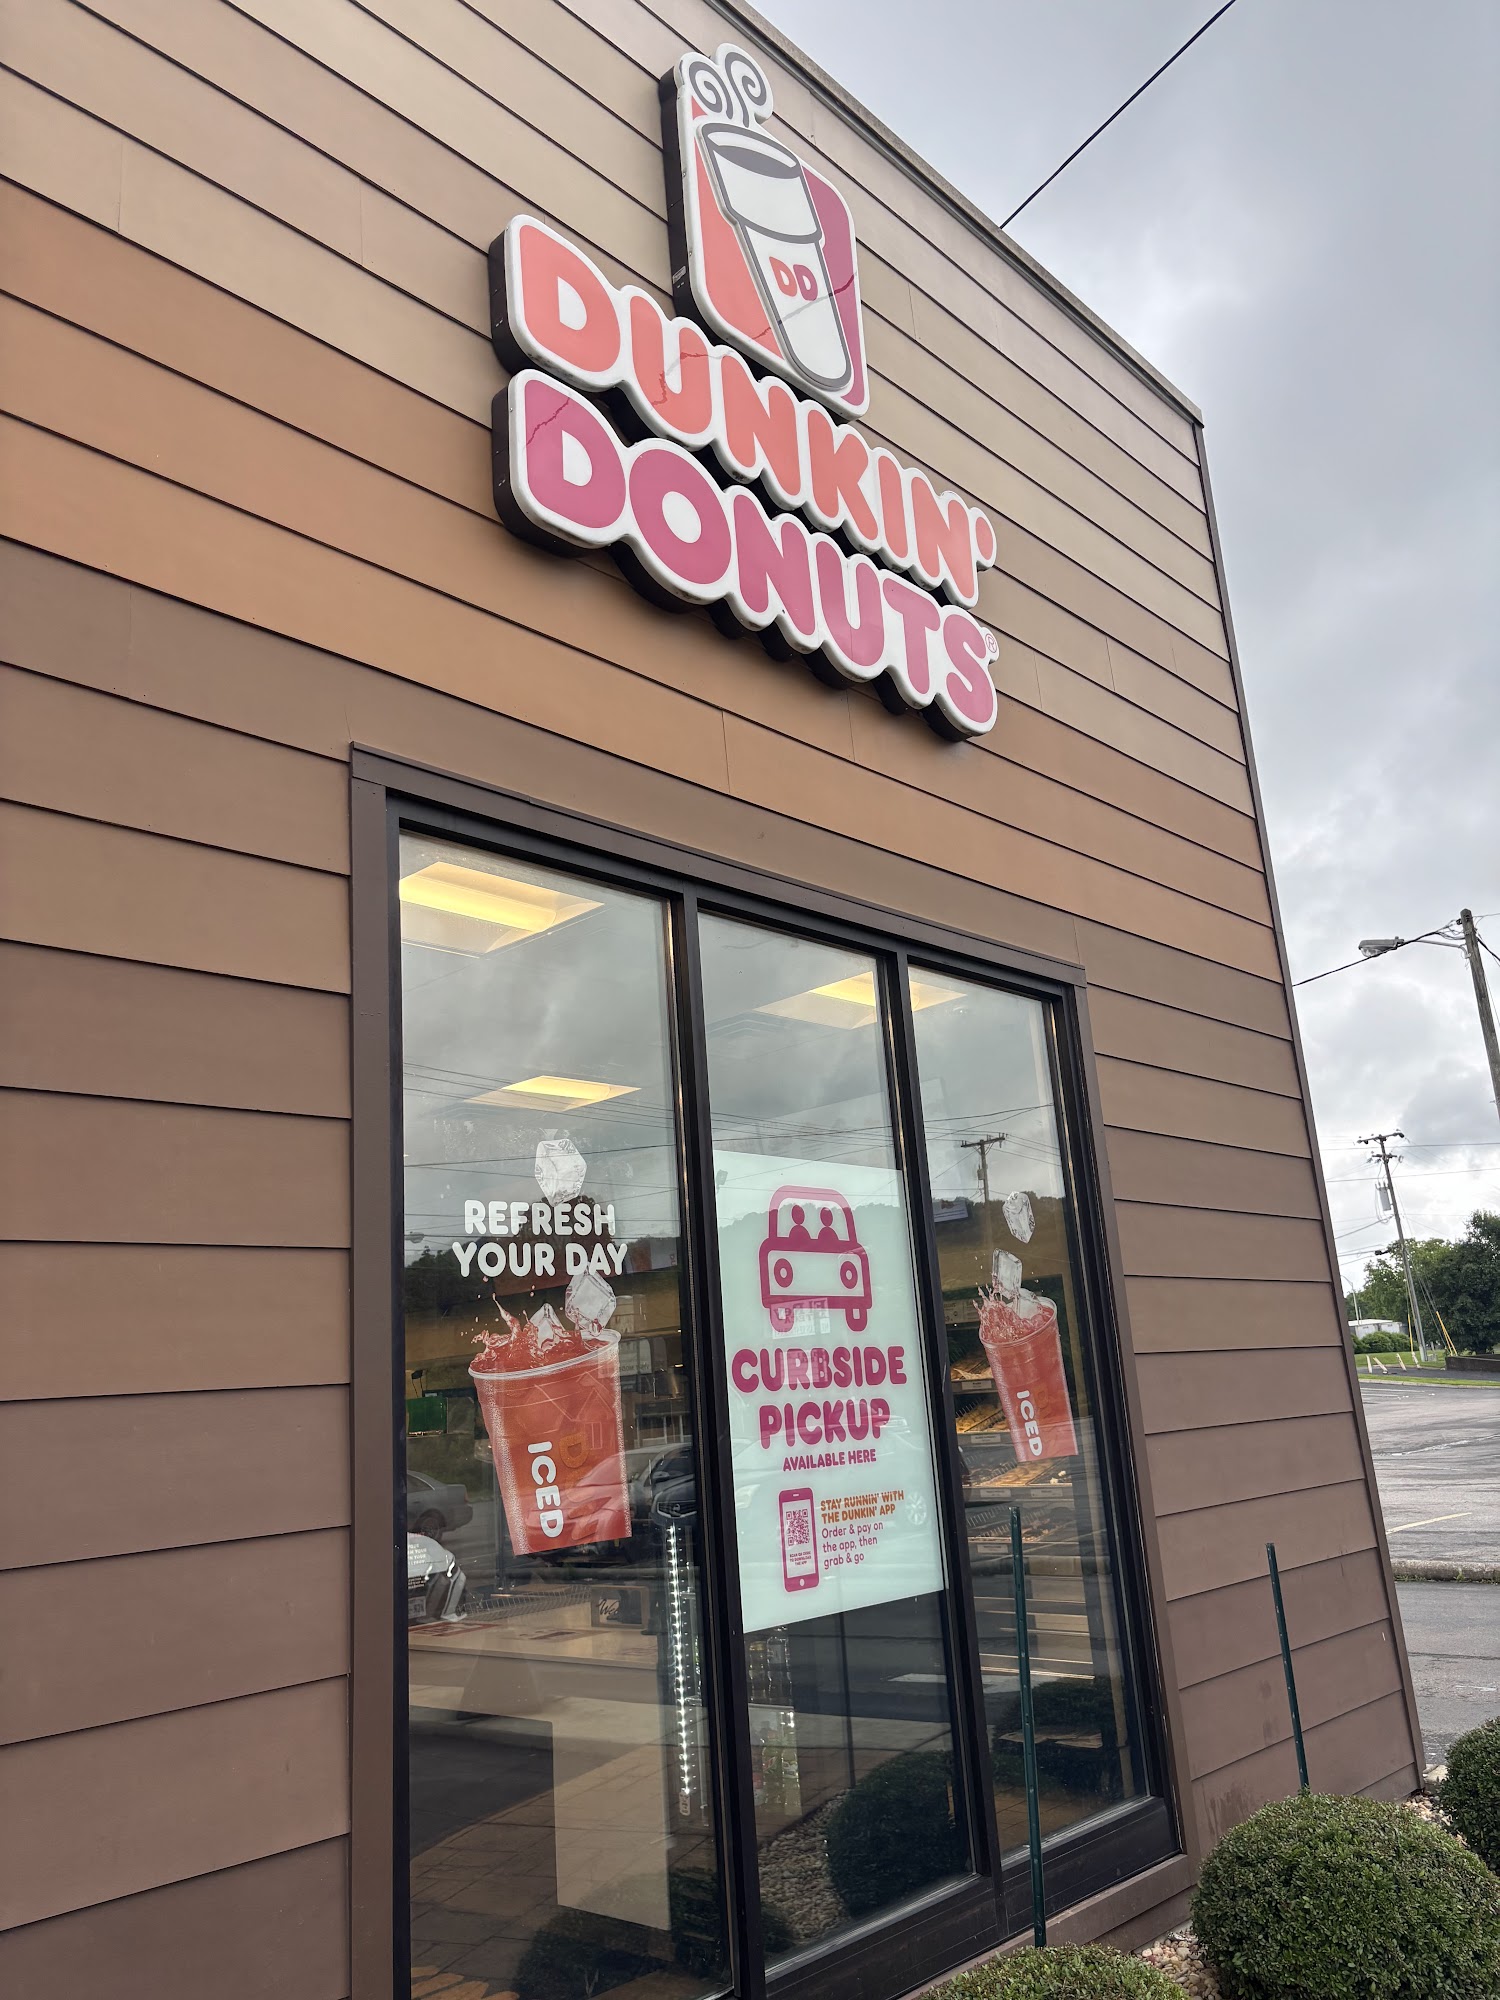 DD
DUNKIN'
DONUTS®
REFRESH
YOUR DAY
ICED
CURBSIDE
PICKUP
AVAILABLE HERE
STAY RUNNIN' WITH
THE DUNKIN' APP
Order & pay on
the app, then
grab & go
ICED